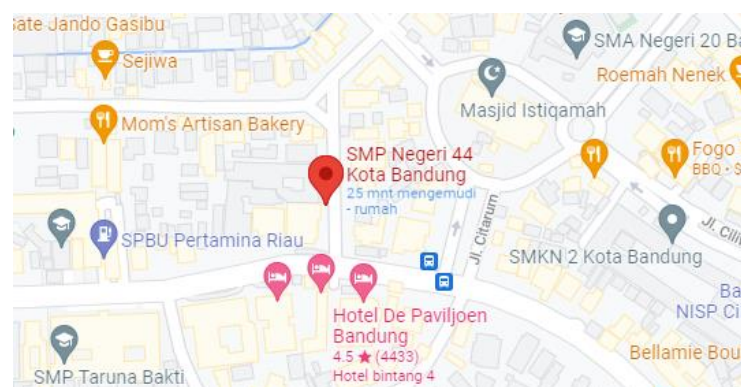 Sate Jando Gasibu
Sejiwa
SMA Negeri 20 Ba
Roemah Nenek
Masjid Istiqamah
Mom's Artisan Bakery
SMP Negeri 44
Kota Bandung
25 mnt mengemudi
- rumah
Fogo
BBQ • S
SPBU Pertamina Riau
Jl. Citarum
Jl. Cili
SMKN 2 Kota Bandung
Ba
NISP Ci
Hotel De Paviljoen
Bandung
4.5 ★ (4433)
Hotel bintang 4
Bellamie Bou
SMP Taruna Bakti